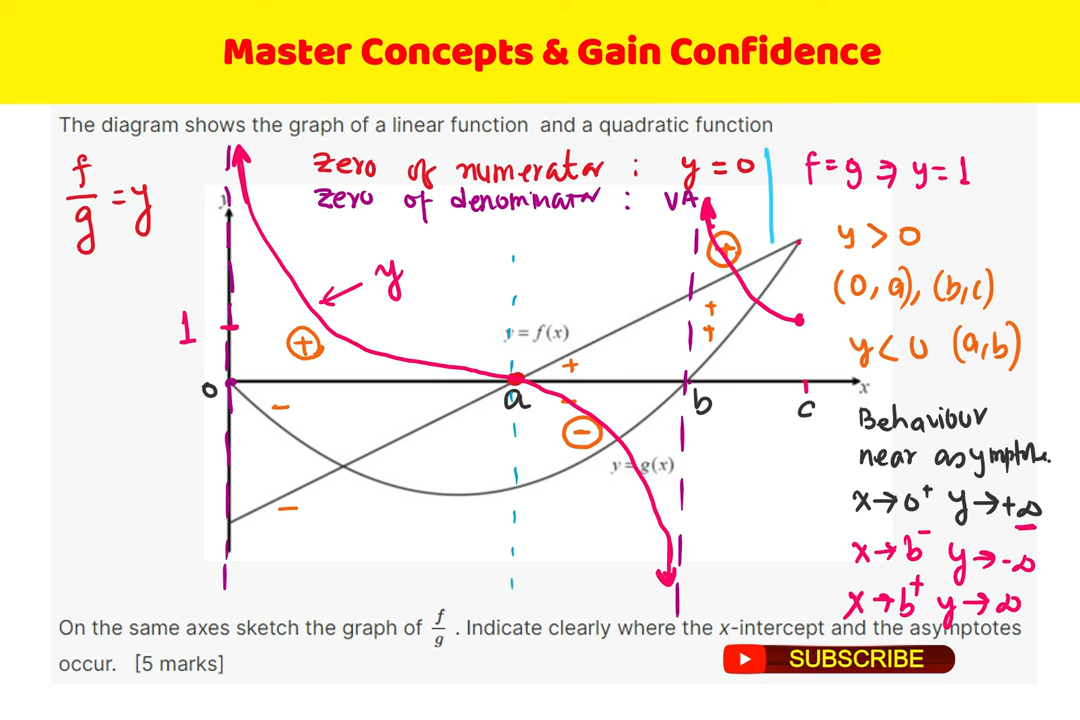 Master Concepts & Gain Confidence
The diagram shows the graph of a linear function and a quadratic function
f/g = y
zero of numerator : y = 0
f = g ⇒ y = 1
zero of denominatr : VA
y
y > 0
(0, a), (b, c)
y < 0 (a, b)
y
1
y = f(x)
+
+
+
+
+
0
a
b
c
x
-
-
-
-
y = g(x)
Behaviour
near asymptote.
x → 0⁺ y → +∞
x → b⁻ y → -∞
x → b⁺ y → ∞
On the same axes sketch the graph of f/g . Indicate clearly where the x-intercept and the asymptotes
occur. [5 marks]
SUBSCRIBE